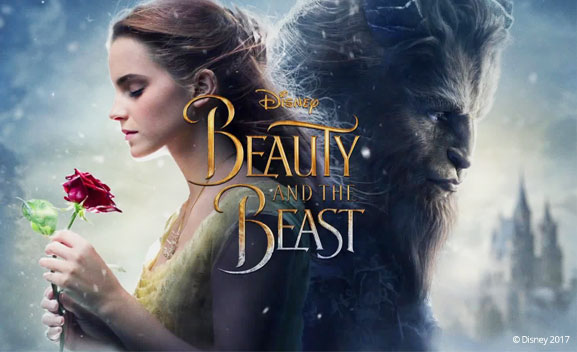 Disney
BEAUTY
AND THE
BEAST
© Disney 2017